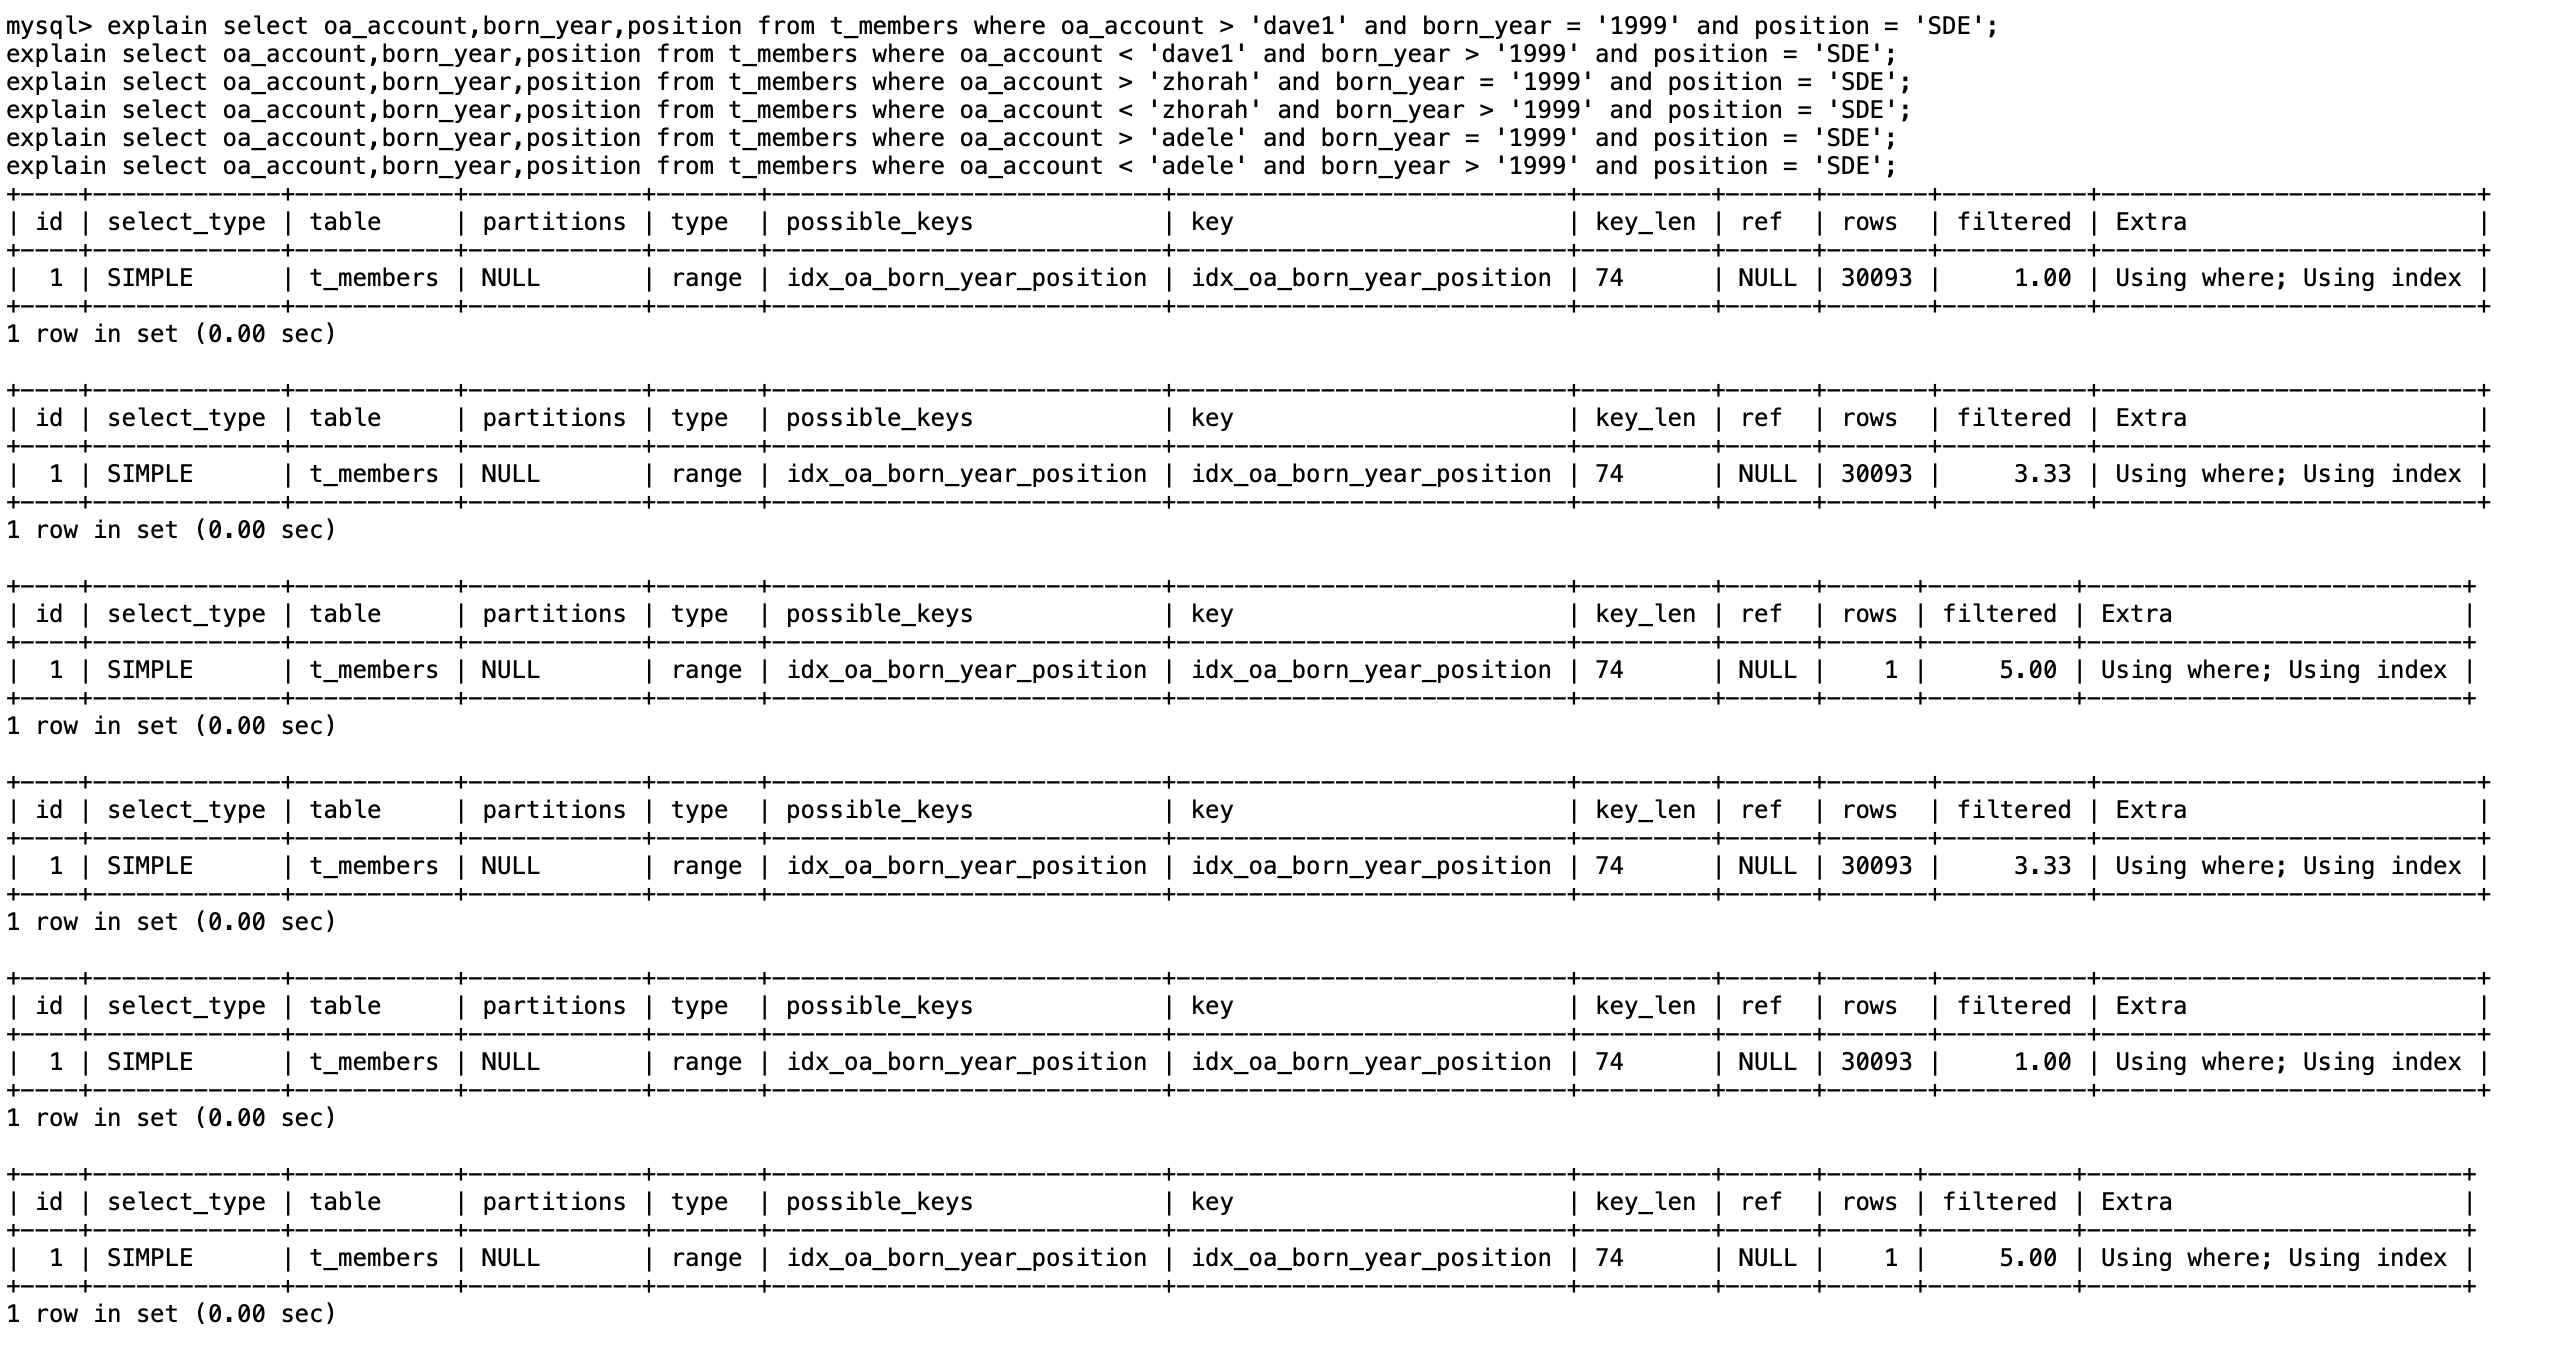 mysql> explain select oa_account,born_year,position from t_members where oa_account > 'dave1' and born_year = '1999' and position = 'SDE';
explain select oa_account,born_year,position from t_members where oa_account < 'dave1' and born_year > '1999' and position = 'SDE';
explain select oa_account,born_year,position from t_members where oa_account > 'zhorah' and born_year = '1999' and position = 'SDE';
explain select oa_account,born_year,position from t_members where oa_account < 'zhorah' and born_year > '1999' and position = 'SDE';
explain select oa_account,born_year,position from t_members where oa_account > 'adele' and born_year = '1999' and position = 'SDE';
explain select oa_account,born_year,position from t_members where oa_account < 'adele' and born_year > '1999' and position = 'SDE';
| id | select_type | table | partitions | type | possible_keys | key | key_len | ref | rows | filtered | Extra |
| 1 | SIMPLE | t_members | NULL | range | idx_oa_born_year_position | idx_oa_born_year_position | 74 | NULL | 30093 | 1.00 | Using where; Using index |
1 row in set (0.00 sec)
| id | select_type | table | partitions | type | possible_keys | key | key_len | ref | rows | filtered | Extra |
| 1 | SIMPLE | t_members | NULL | range | idx_oa_born_year_position | idx_oa_born_year_position | 74 | NULL | 30093 | 3.33 | Using where; Using index |
1 row in set (0.00 sec)
| id | select_type | table | partitions | type | possible_keys | key | key_len | ref | rows | filtered | Extra |
| 1 | SIMPLE | t_members | NULL | range | idx_oa_born_year_position | idx_oa_born_year_position | 74 | NULL | 1 | 5.00 | Using where; Using index |
1 row in set (0.00 sec)
| id | select_type | table | partitions | type | possible_keys | key | key_len | ref | rows | filtered | Extra |
| 1 | SIMPLE | t_members | NULL | range | idx_oa_born_year_position | idx_oa_born_year_position | 74 | NULL | 30093 | 3.33 | Using where; Using index |
1 row in set (0.00 sec)
| id | select_type | table | partitions | type | possible_keys | key | key_len | ref | rows | filtered | Extra |
| 1 | SIMPLE | t_members | NULL | range | idx_oa_born_year_position | idx_oa_born_year_position | 74 | NULL | 30093 | 1.00 | Using where; Using index |
1 row in set (0.00 sec)
| id | select_type | table | partitions | type | possible_keys | key | key_len | ref | rows | filtered | Extra |
| 1 | SIMPLE | t_members | NULL | range | idx_oa_born_year_position | idx_oa_born_year_position | 74 | NULL | 1 | 5.00 | Using where; Using index |
1 row in set (0.00 sec)